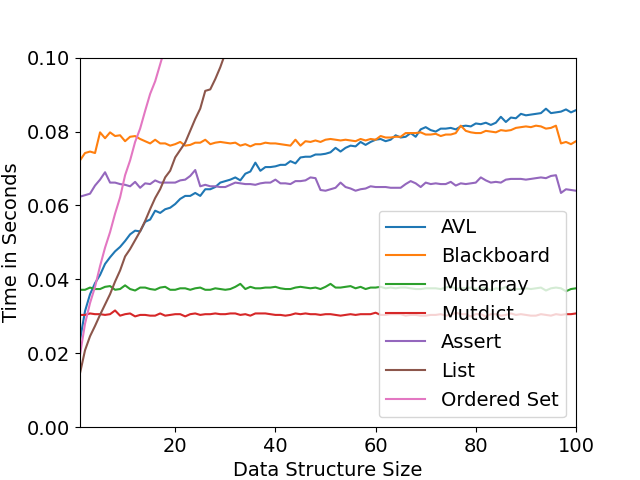 0.10
0.08
0.06
0.04
0.02
0.00
Time in Seconds
AVL
Blackboard
Mutarray
Mutdict
Assert
List
Ordered Set
20 40 60 80 100
Data Structure Size